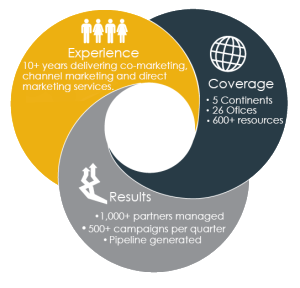 Experience
10+ years delivering co-marketing,
channel marketing and direct
marketing services.
Coverage
• 5 Continents
• 26 Ofices
• 600+ resources
Results
•1,000+ partners managed
• 500+ campaigns per quarter
• Pipeline generated